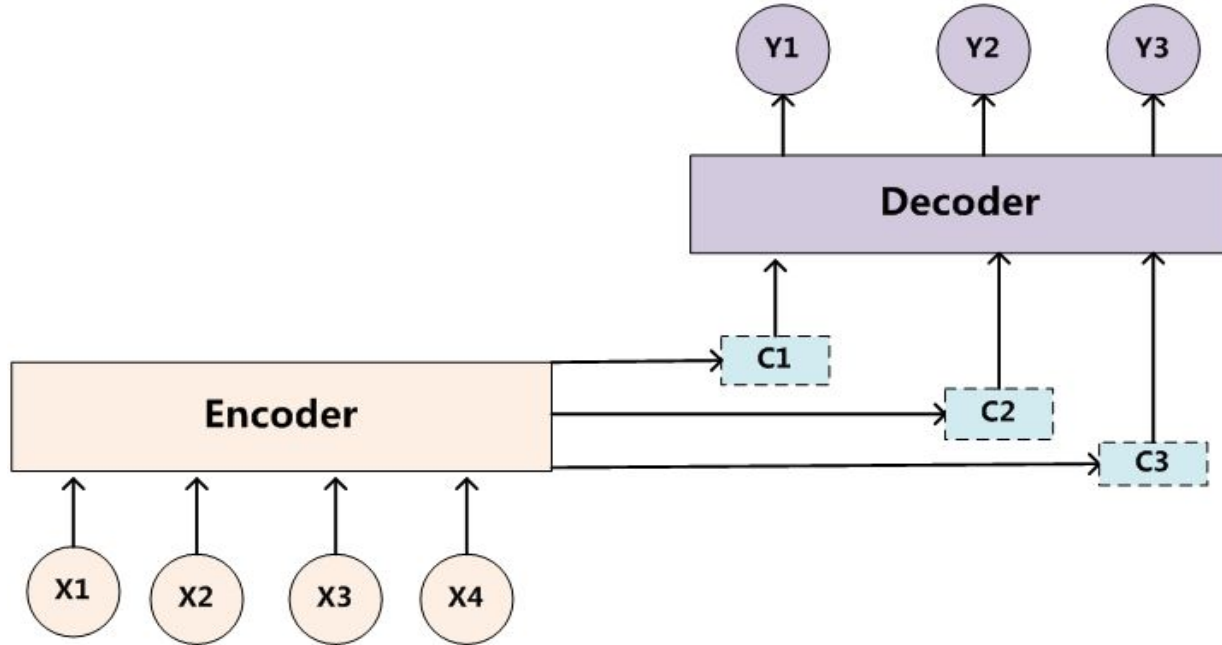 Y1 Y2 Y3
Decoder
C1
Encoder
C2
C3
X1 X2 X3 X4